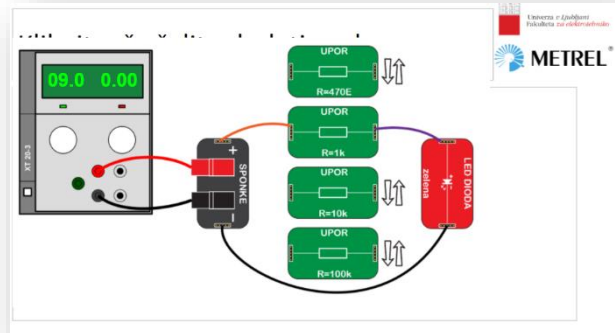 Univerza v Ljubljani
Fakulteta za elektrotehniko
METREL®
09.0 0.00
XT 20-3
+
SPONKE
–
UPOR
R=470E
UPOR
R=1k
UPOR
R=10k
UPOR
R=100k
LED DIODA
zelena